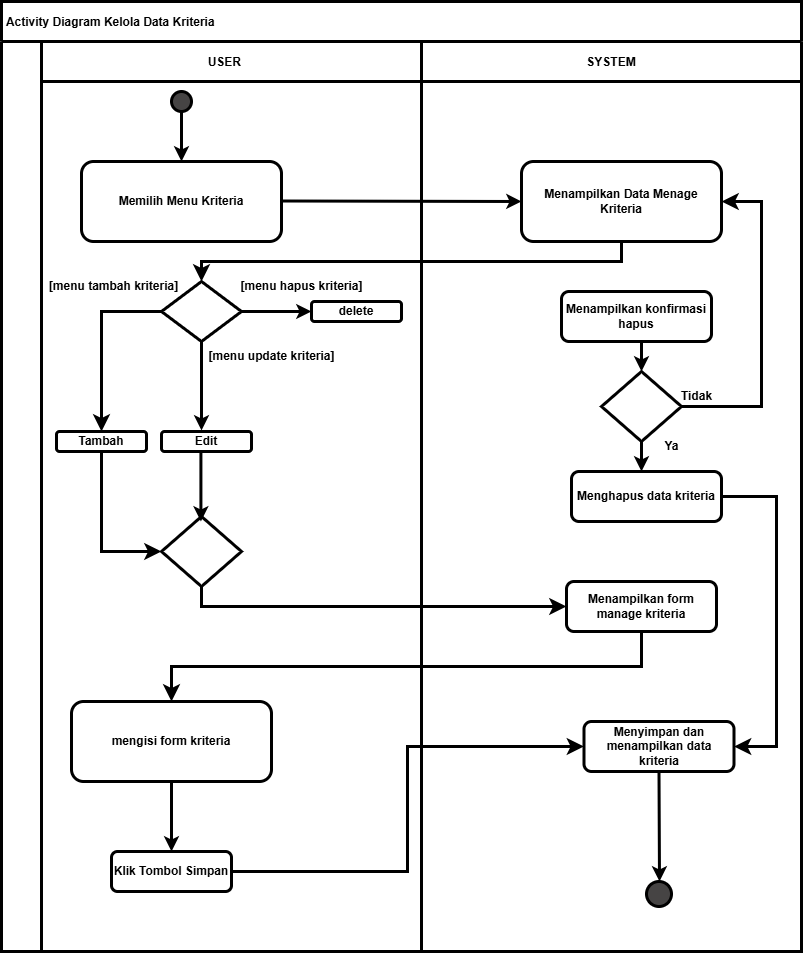 Activity Diagram Kelola Data Kriteria
USER
SYSTEM
Memilih Menu Kriteria
Menampilkan Data Menage
Kriteria
[menu tambah kriteria]
[menu hapus kriteria]
delete
Menampilkan konfirmasi
hapus
[menu update kriteria]
Tidak
Tambah
Edit
Ya
Menghapus data kriteria
Menampilkan form
manage kriteria
mengisi form kriteria
Menyimpan dan
menampilkan data
kriteria
Klik Tombol Simpan